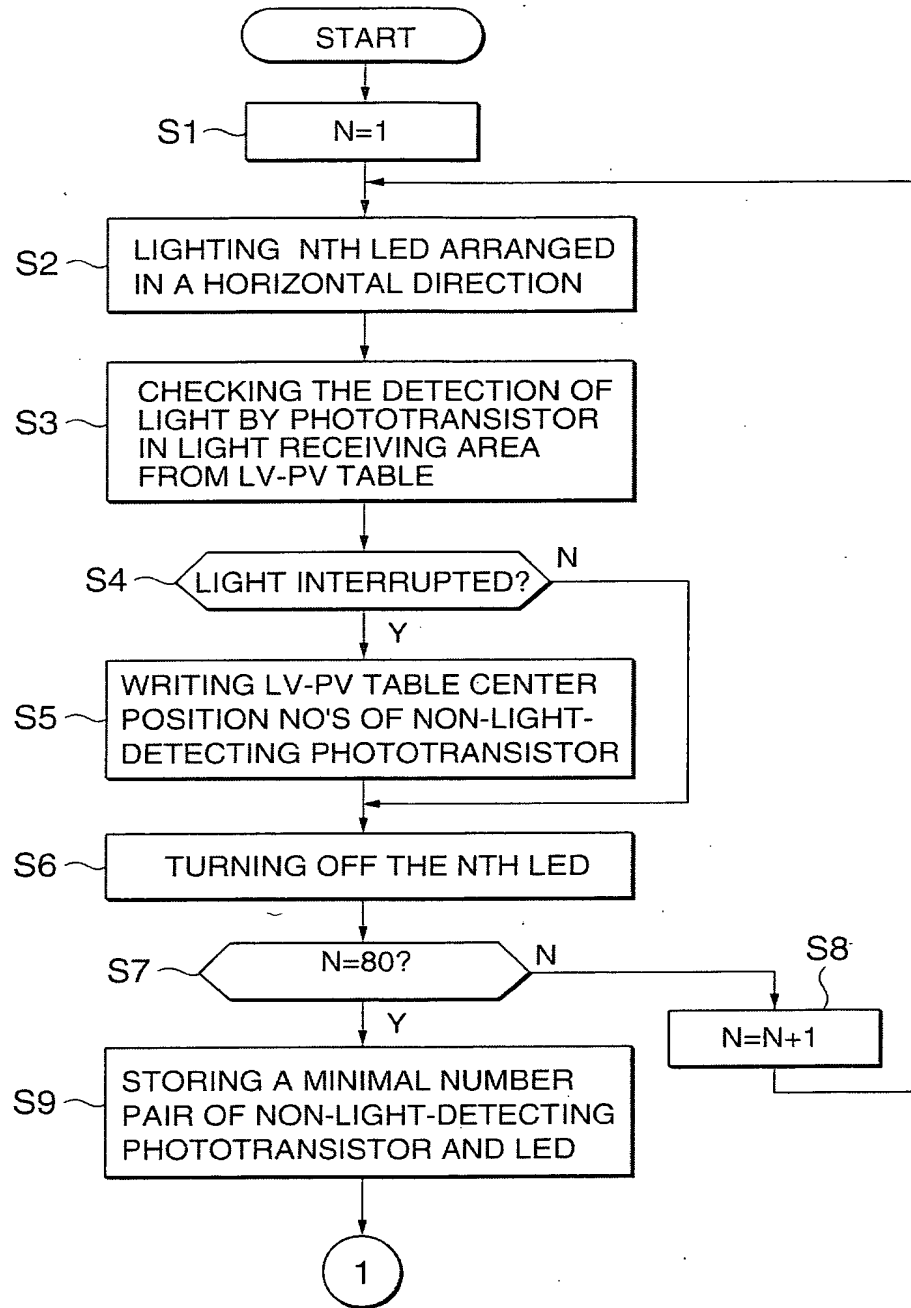 START
S1
N=1
S2
LIGHTING NTH LED ARRANGED
IN A HORIZONTAL DIRECTION
S3
CHECKING THE DETECTION OF
LIGHT BY PHOTOTRANSISTOR
IN LIGHT RECEIVING AREA
FROM LV-PV TABLE
S4
LIGHT INTERRUPTED?
N
Y
S5
WRITING LV-PV TABLE CENTER
POSITION NO'S OF NON-LIGHT-
DETECTING PHOTOTRANSISTOR
S6
TURNING OFF THE NTH LED
S7
N=80?
N
S8
Y
N=N+1
S9
STORING A MINIMAL NUMBER
PAIR OF NON-LIGHT-DETECTING
PHOTOTRANSISTOR AND LED
1